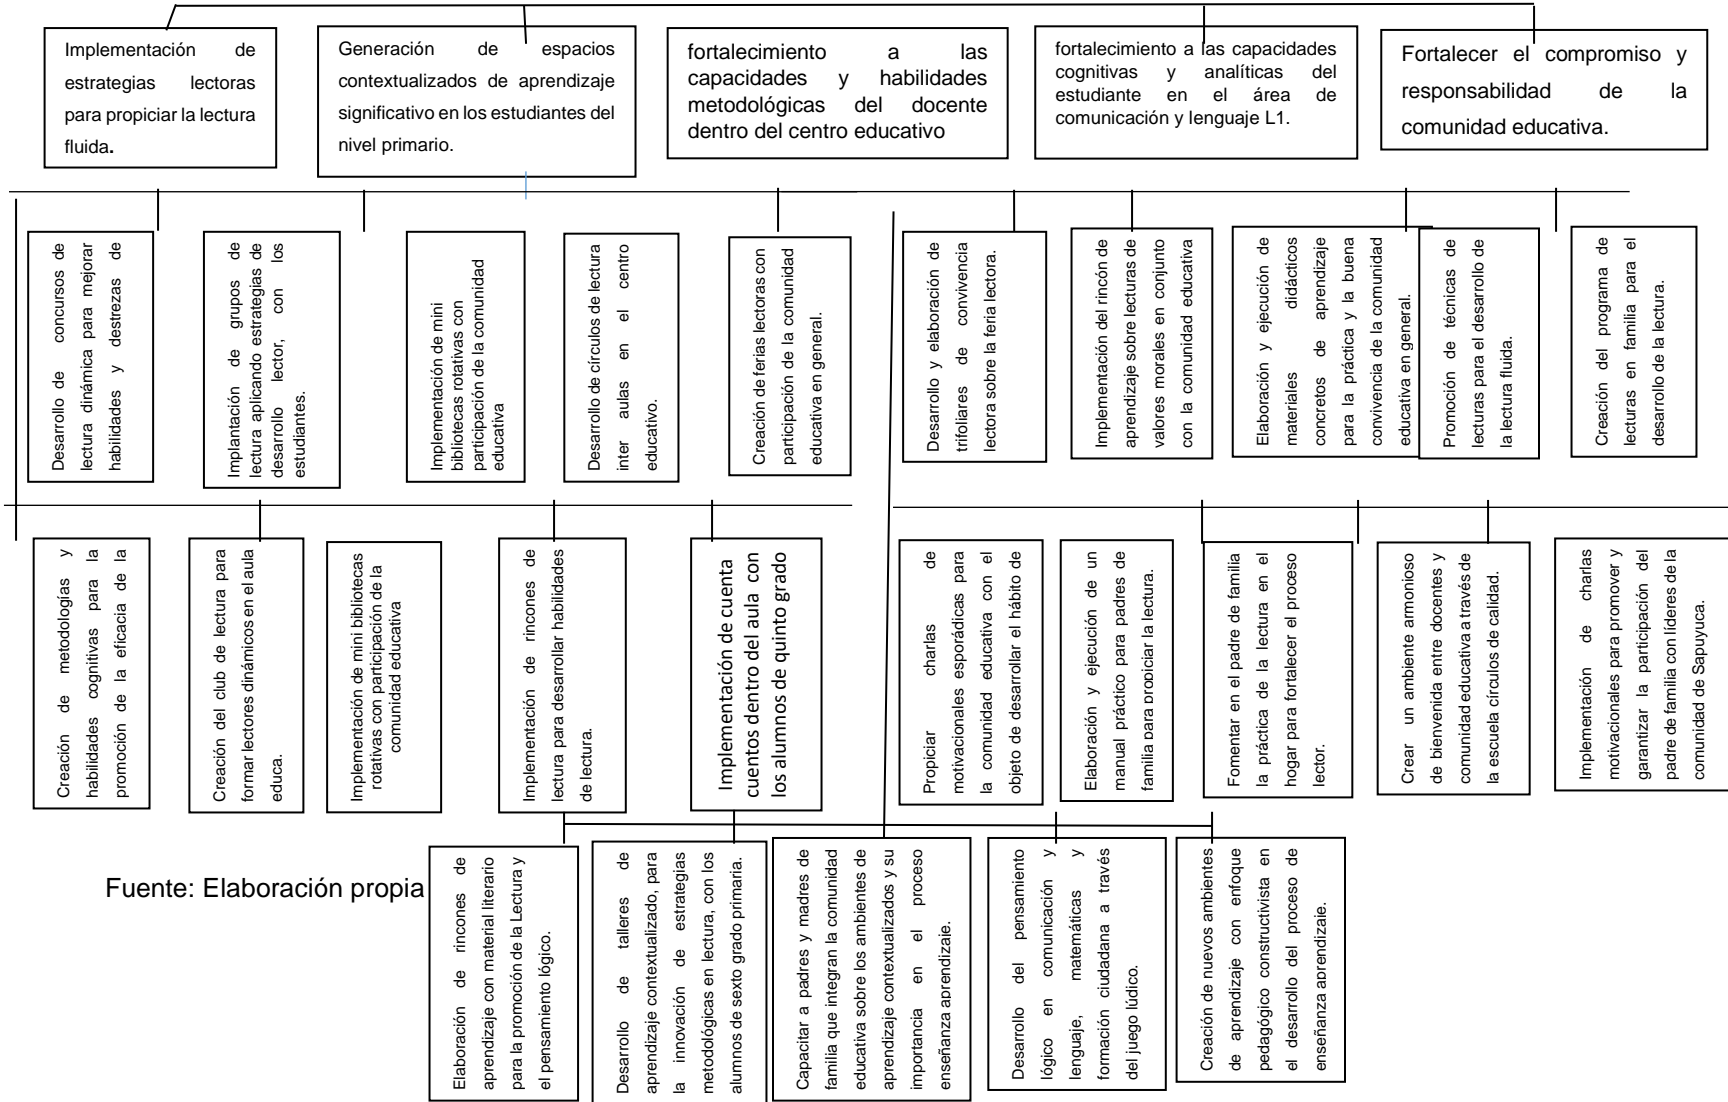 Implementación de
estrategias lectoras
para propiciar la lectura
fluida.
Generación de espacios
contextualizados de aprendizaje
significativo en los estudiantes del
nivel primario.
fortalecimiento a las
capacidades y habilidades
metodológicas del docente
dentro del centro educativo
fortalecimiento a las capacidades
cognitivas y analíticas del
estudiante en el área de
comunicación y lenguaje L1.
Fortalecer el compromiso y
responsabilidad de la
comunidad educativa.
Desarrollo de concursos de
lectura dinámica para mejorar
habilidades y destrezas de
Implantación de grupos de
lectura aplicando estrategias de
desarrollo lector, con los
estudiantes.
Implementación de mini
bibliotecas rotativas con
participación de la comunidad
educativa
Desarrollo de círculos de lectura
inter aulas en el centro
educativo.
Creación de ferias lectoras con
participación de la comunidad
educativa en general.
Desarrollo y elaboración de
trifoliares de convivencia
lectora sobre la feria lectora.
Implementación del rincón de
aprendizaje sobre lecturas de
valores morales en conjunto
con la comunidad educativa
Elaboración y ejecución de
materiales didácticos
concretos de aprendizaje
para la práctica y la buena
convivencia de la comunidad
educativa en general.
Promoción de técnicas de
lecturas para el desarrollo de
la lectura fluida.
Creación del programa de
lecturas en familia para el
desarrollo de la lectura.
Creación de metodologías y
habilidades cognitivas para la
promoción de la eficacia de la
Creación del club de lectura para
formar lectores dinámicos en el aula
educa.
Implementación de mini bibliotecas
rotativas con participación de la
comunidad educativa
Implementación de rincones de
lectura para desarrollar habilidades
de lectura.
Implementación de cuenta
cuentos dentro del aula con
los alumnos de quinto grado
Propiciar charlas de
motivacionales esporádicas para
la comunidad educativa con el
objeto de desarrollar el hábito de
Elaboración y ejecución de un
manual práctico para padres de
familia para propiciar la lectura.
Fomentar en el padre de familia
la práctica de la lectura en el
hogar para fortalecer el proceso
lector.
Crear un ambiente armonioso
de bienvenida entre docentes y
comunidad educativa a través de
la escuela círculos de calidad.
Implementación de charlas
motivacionales para promover y
garantizar la participación del
padre de familia con líderes de la
comunidad de Sapuyuca.
Fuente: Elaboración propia
Elaboración de rincones de
aprendizaje con material literario
para la promoción de la Lectura y
el pensamiento lógico.
Desarrollo de talleres de
aprendizaje contextualizado, para
la innovación de estrategias
metodológicas en lectura, con los
alumnos de sexto grado primaria.
Capacitar a padres y madres de
familia que integran la comunidad
educativa sobre los ambientes de
aprendizaje contextualizados y su
importancia en el proceso
enseñanza aprendizaje.
Desarrollo del pensamiento
lógico en comunicación y
lenguaje, matemáticas y
formación ciudadana a través
del juego lúdico.
Creación de nuevos ambientes
de aprendizaje con enfoque
pedagógico constructivista en
el desarrollo del proceso de
enseñanza aprendizaje.